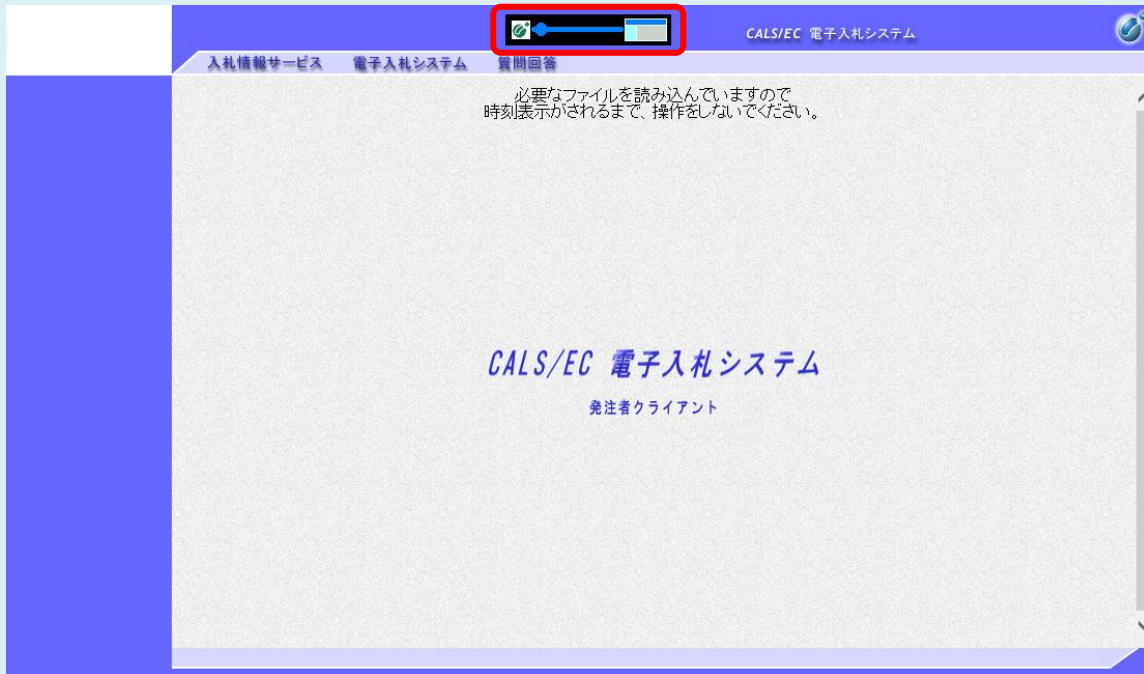 CALS/EC 電子入札システム
入札情報サービス 電子入札システム 質問回答
必要なファイルを読み込んでいますので
時刻表示がされるまで、操作をしないでください。
CALS/EC 電子入札システム
発注者クライアント